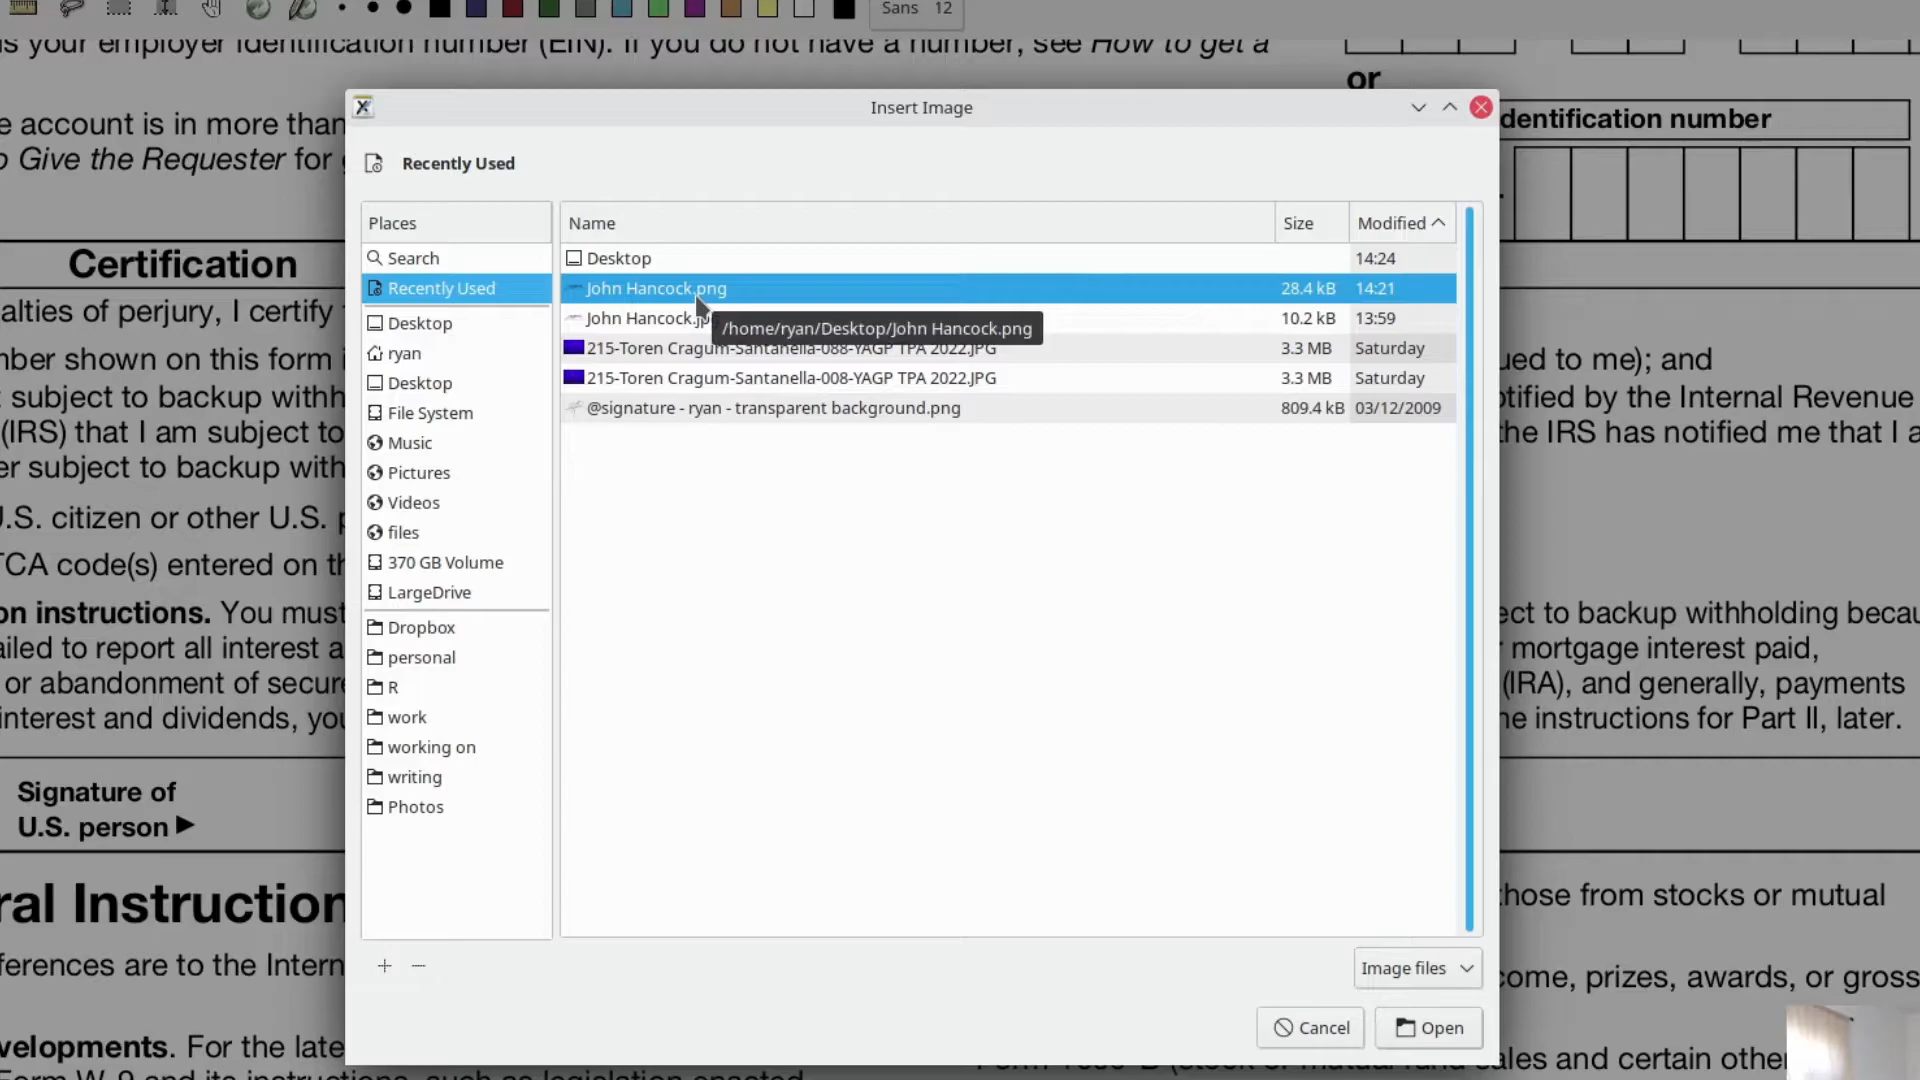 Sans 12
s your employer identification number (EIN). If you do not have a number, see How to get a
or
e account is in more than
o Give the Requester for
dentification number
Insert Image
Recently Used
Places
Search
Recently Used
Desktop
ryan
Desktop
File System
Music
Pictures
Videos
files
370 GB Volume
LargeDrive
Dropbox
personal
R
work
working on
writing
Photos
Name Size Modified
Desktop 14:24
John Hancock.png 28.4 kB 14:21
John Hancock.jp 10.2 kB 13:59
/home/ryan/Desktop/John Hancock.png
215-Toren Cragum-Santanella-088-YAGP TPA 2022.JPG 3.3 MB Saturday
215-Toren Cragum-Santanella-008-YAGP TPA 2022.JPG 3.3 MB Saturday
@signature - ryan - transparent background.png 809.4 kB 03/12/2009
Image files
Cancel Open
Certification
alties of perjury, I certify
mber shown on this form
ued to me); and
t subject to backup withh
otified by the Internal Revenue
(IRS) that I am subject to
the IRS has notified me that I a
er subject to backup with
U.S. citizen or other U.S. p
TCA code(s) entered on th
on instructions. You must
ect to backup withholding becau
ailed to report all interest a
r mortgage interest paid,
or abandonment of secure
(IRA), and generally, payments
interest and dividends, you
he instructions for Part II, later.
Signature of
U.S. person ▶
ral Instruction
those from stocks or mutual
ferences are to the Intern
come, prizes, awards, or gross
velopments. For the late
ales and certain other